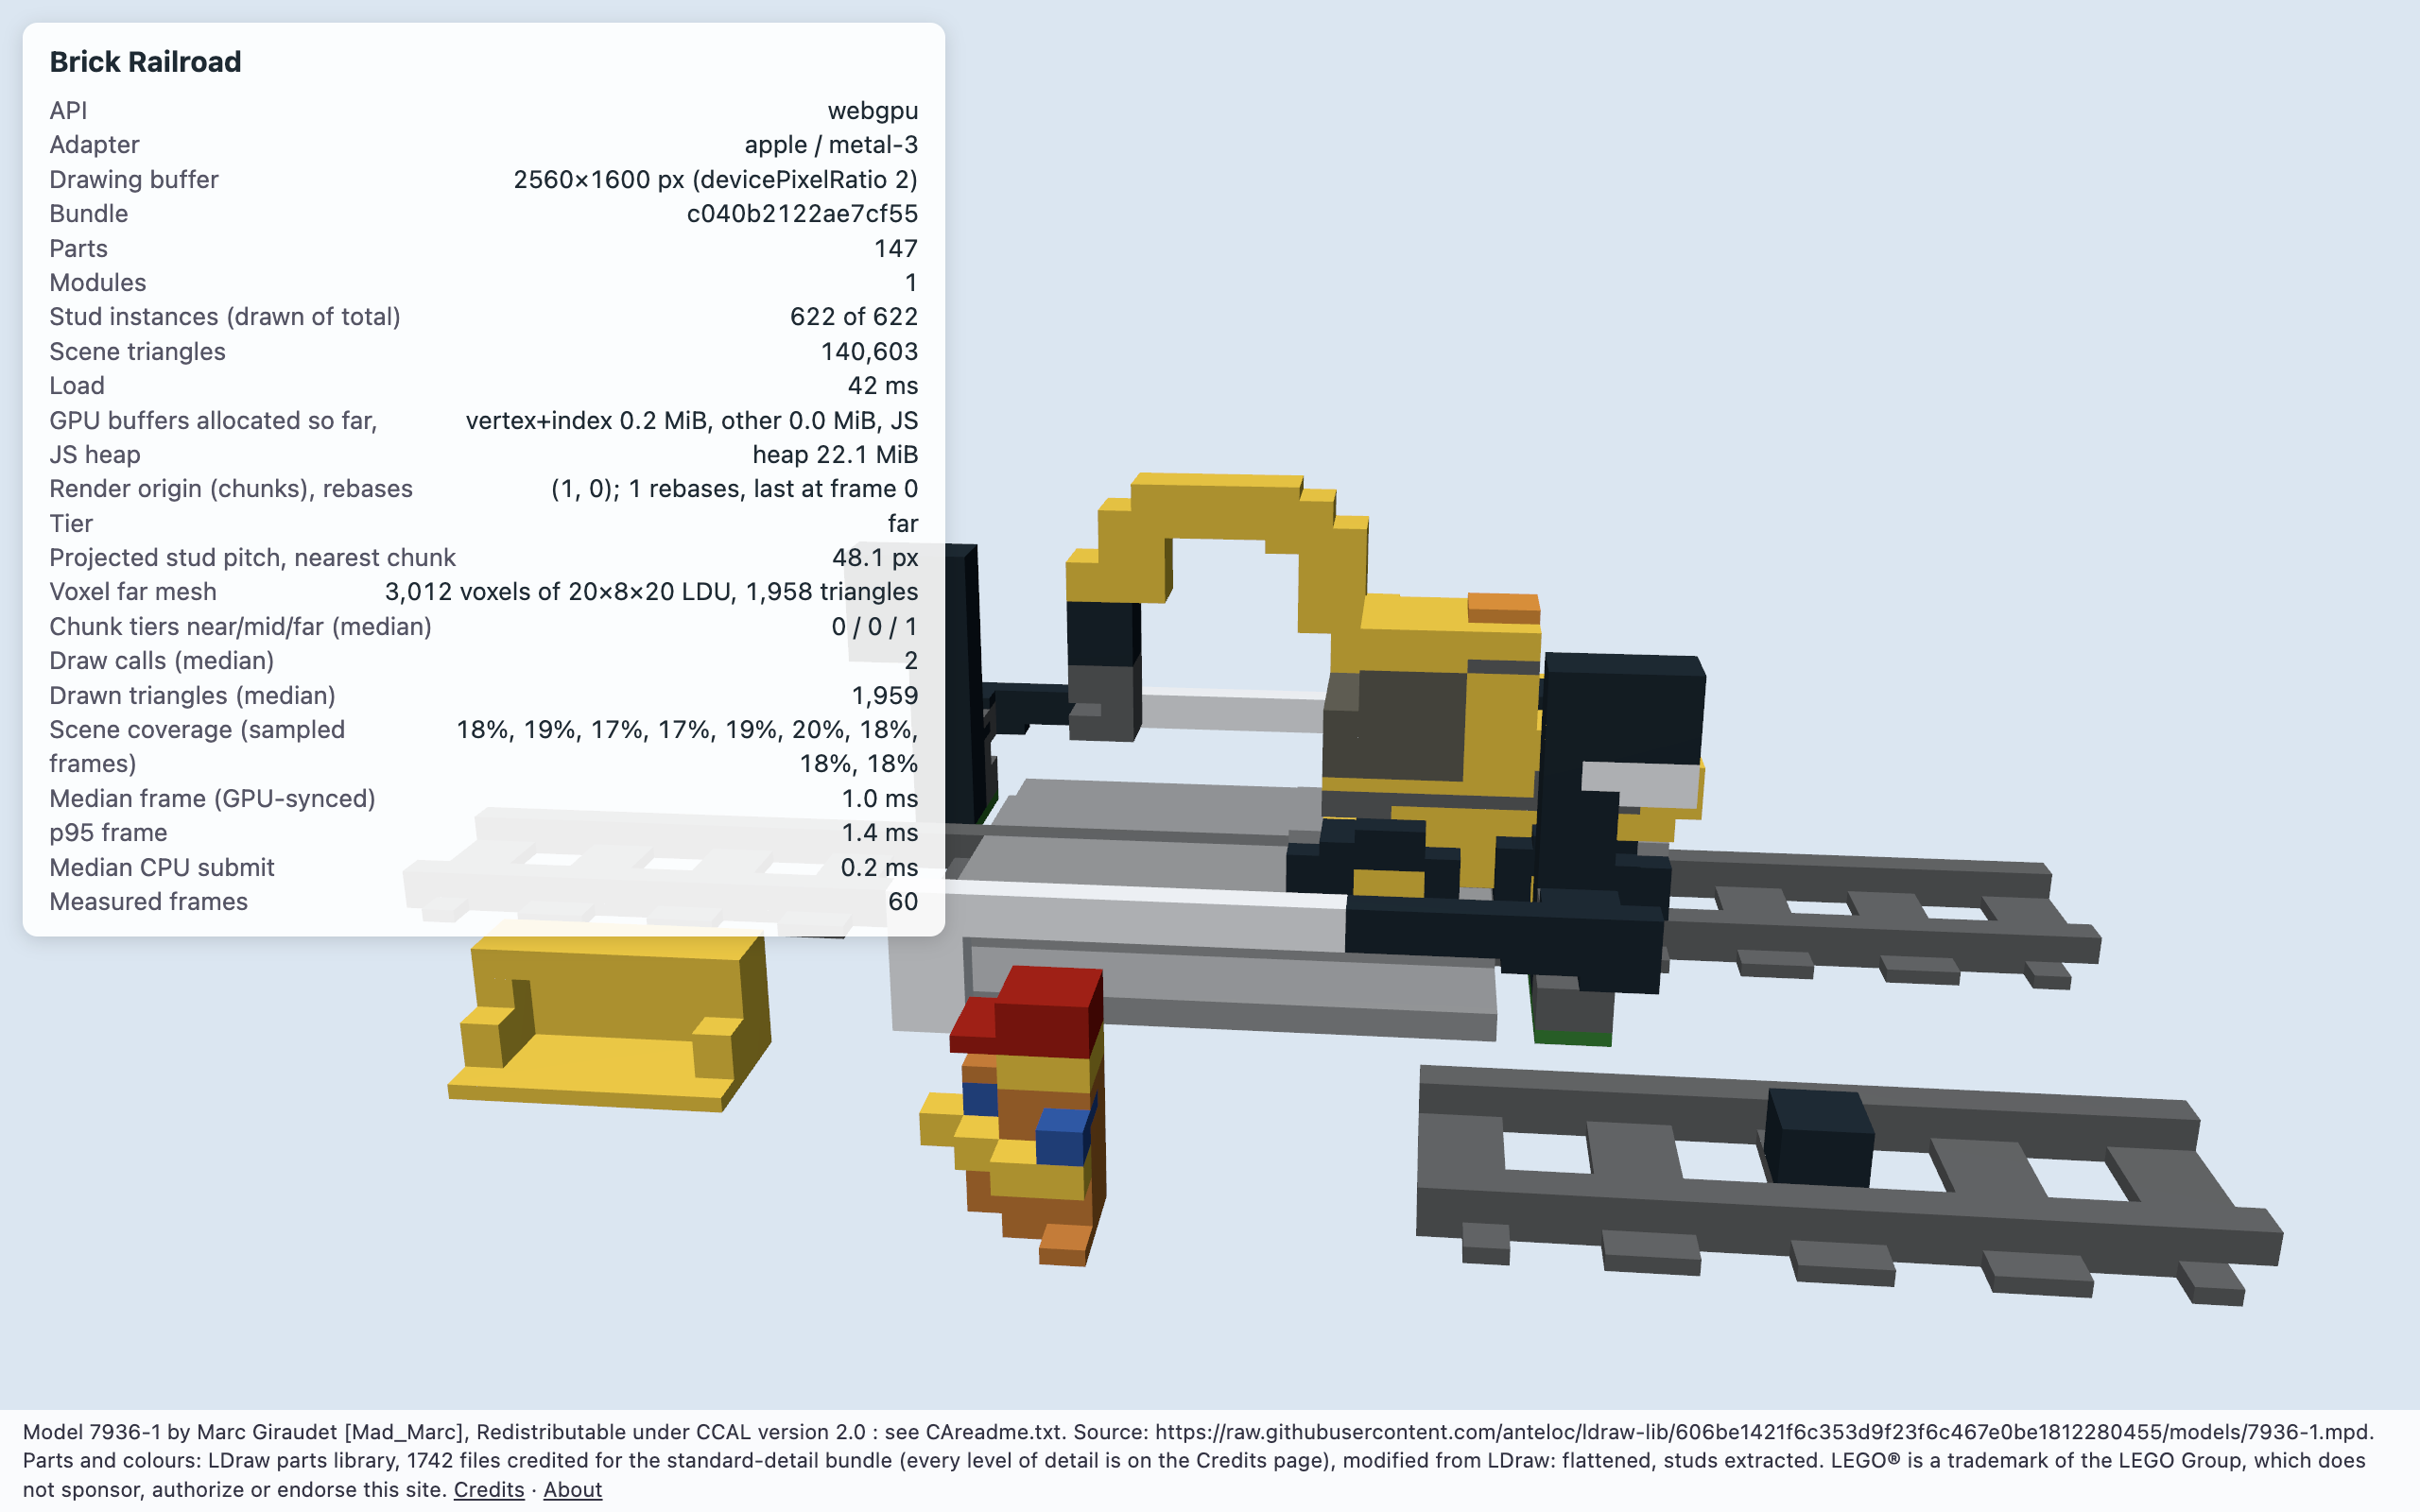 Brick Railroad
API webgpu
Adapter apple / metal-3
Drawing buffer 2560×1600 px (devicePixelRatio 2)
Bundle c040b2122ae7cf55
Parts 147
Modules 1
Stud instances (drawn of total) 622 of 622
Scene triangles 140,603
Load 42 ms
GPU buffers allocated so far, vertex+index 0.2 MiB, other 0.0 MiB, JS
JS heap heap 22.1 MiB
Render origin (chunks), rebases (1, 0); 1 rebases, last at frame 0
Tier far
Projected stud pitch, nearest chunk 48.1 px
Voxel far mesh 3,012 voxels of 20×8×20 LDU, 1,958 triangles
Chunk tiers near/mid/far (median) 0 / 0 / 1
Draw calls (median) 2
Drawn triangles (median) 1,959
Scene coverage (sampled 18%, 19%, 17%, 17%, 19%, 20%, 18%,
frames) 18%, 18%
Median frame (GPU-synced) 1.0 ms
p95 frame 1.4 ms
Median CPU submit 0.2 ms
Measured frames 60
Model 7936-1 by Marc Giraudet [Mad_Marc], Redistributable under CCAL version 2.0 : see CAreadme.txt. Source: https://raw.githubusercontent.com/anteloc/ldraw-lib/606be1421f6c353d9f23f6c467e0be1812280455/models/7936-1.mpd.
Parts and colours: LDraw parts library, 1742 files credited for the standard-detail bundle (every level of detail is on the Credits page), modified from LDraw: flattened, studs extracted. LEGO® is a trademark of the LEGO Group, which does
not sponsor, authorize or endorse this site. Credits · About